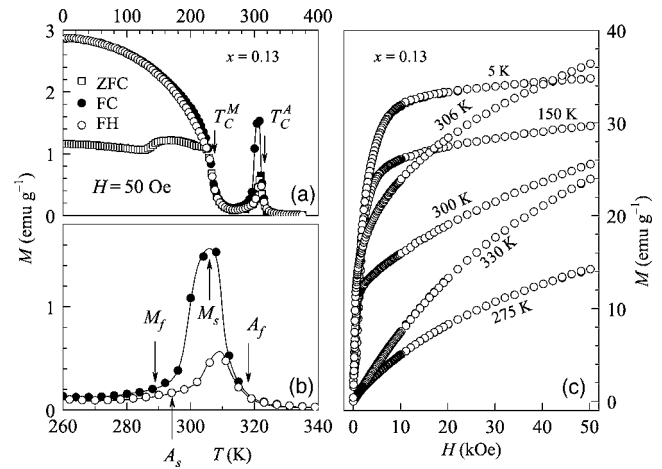 0 100 200 300 400
3
2
1
0
M (emu g⁻¹)
x = 0.13
ZFC
FC
FH
T_C^M
T_C^A
H = 50 Oe
(a)
1
0
M (emu g⁻¹)
M_f
M_s
A_f
A_s
(b)
260 280 300 320 340
T (K)
x = 0.13
5 K
306 K
150 K
300 K
330 K
275 K
(c)
40
30
20
10
0
M (emu g⁻¹)
0 10 20 30 40 50
H (kOe)